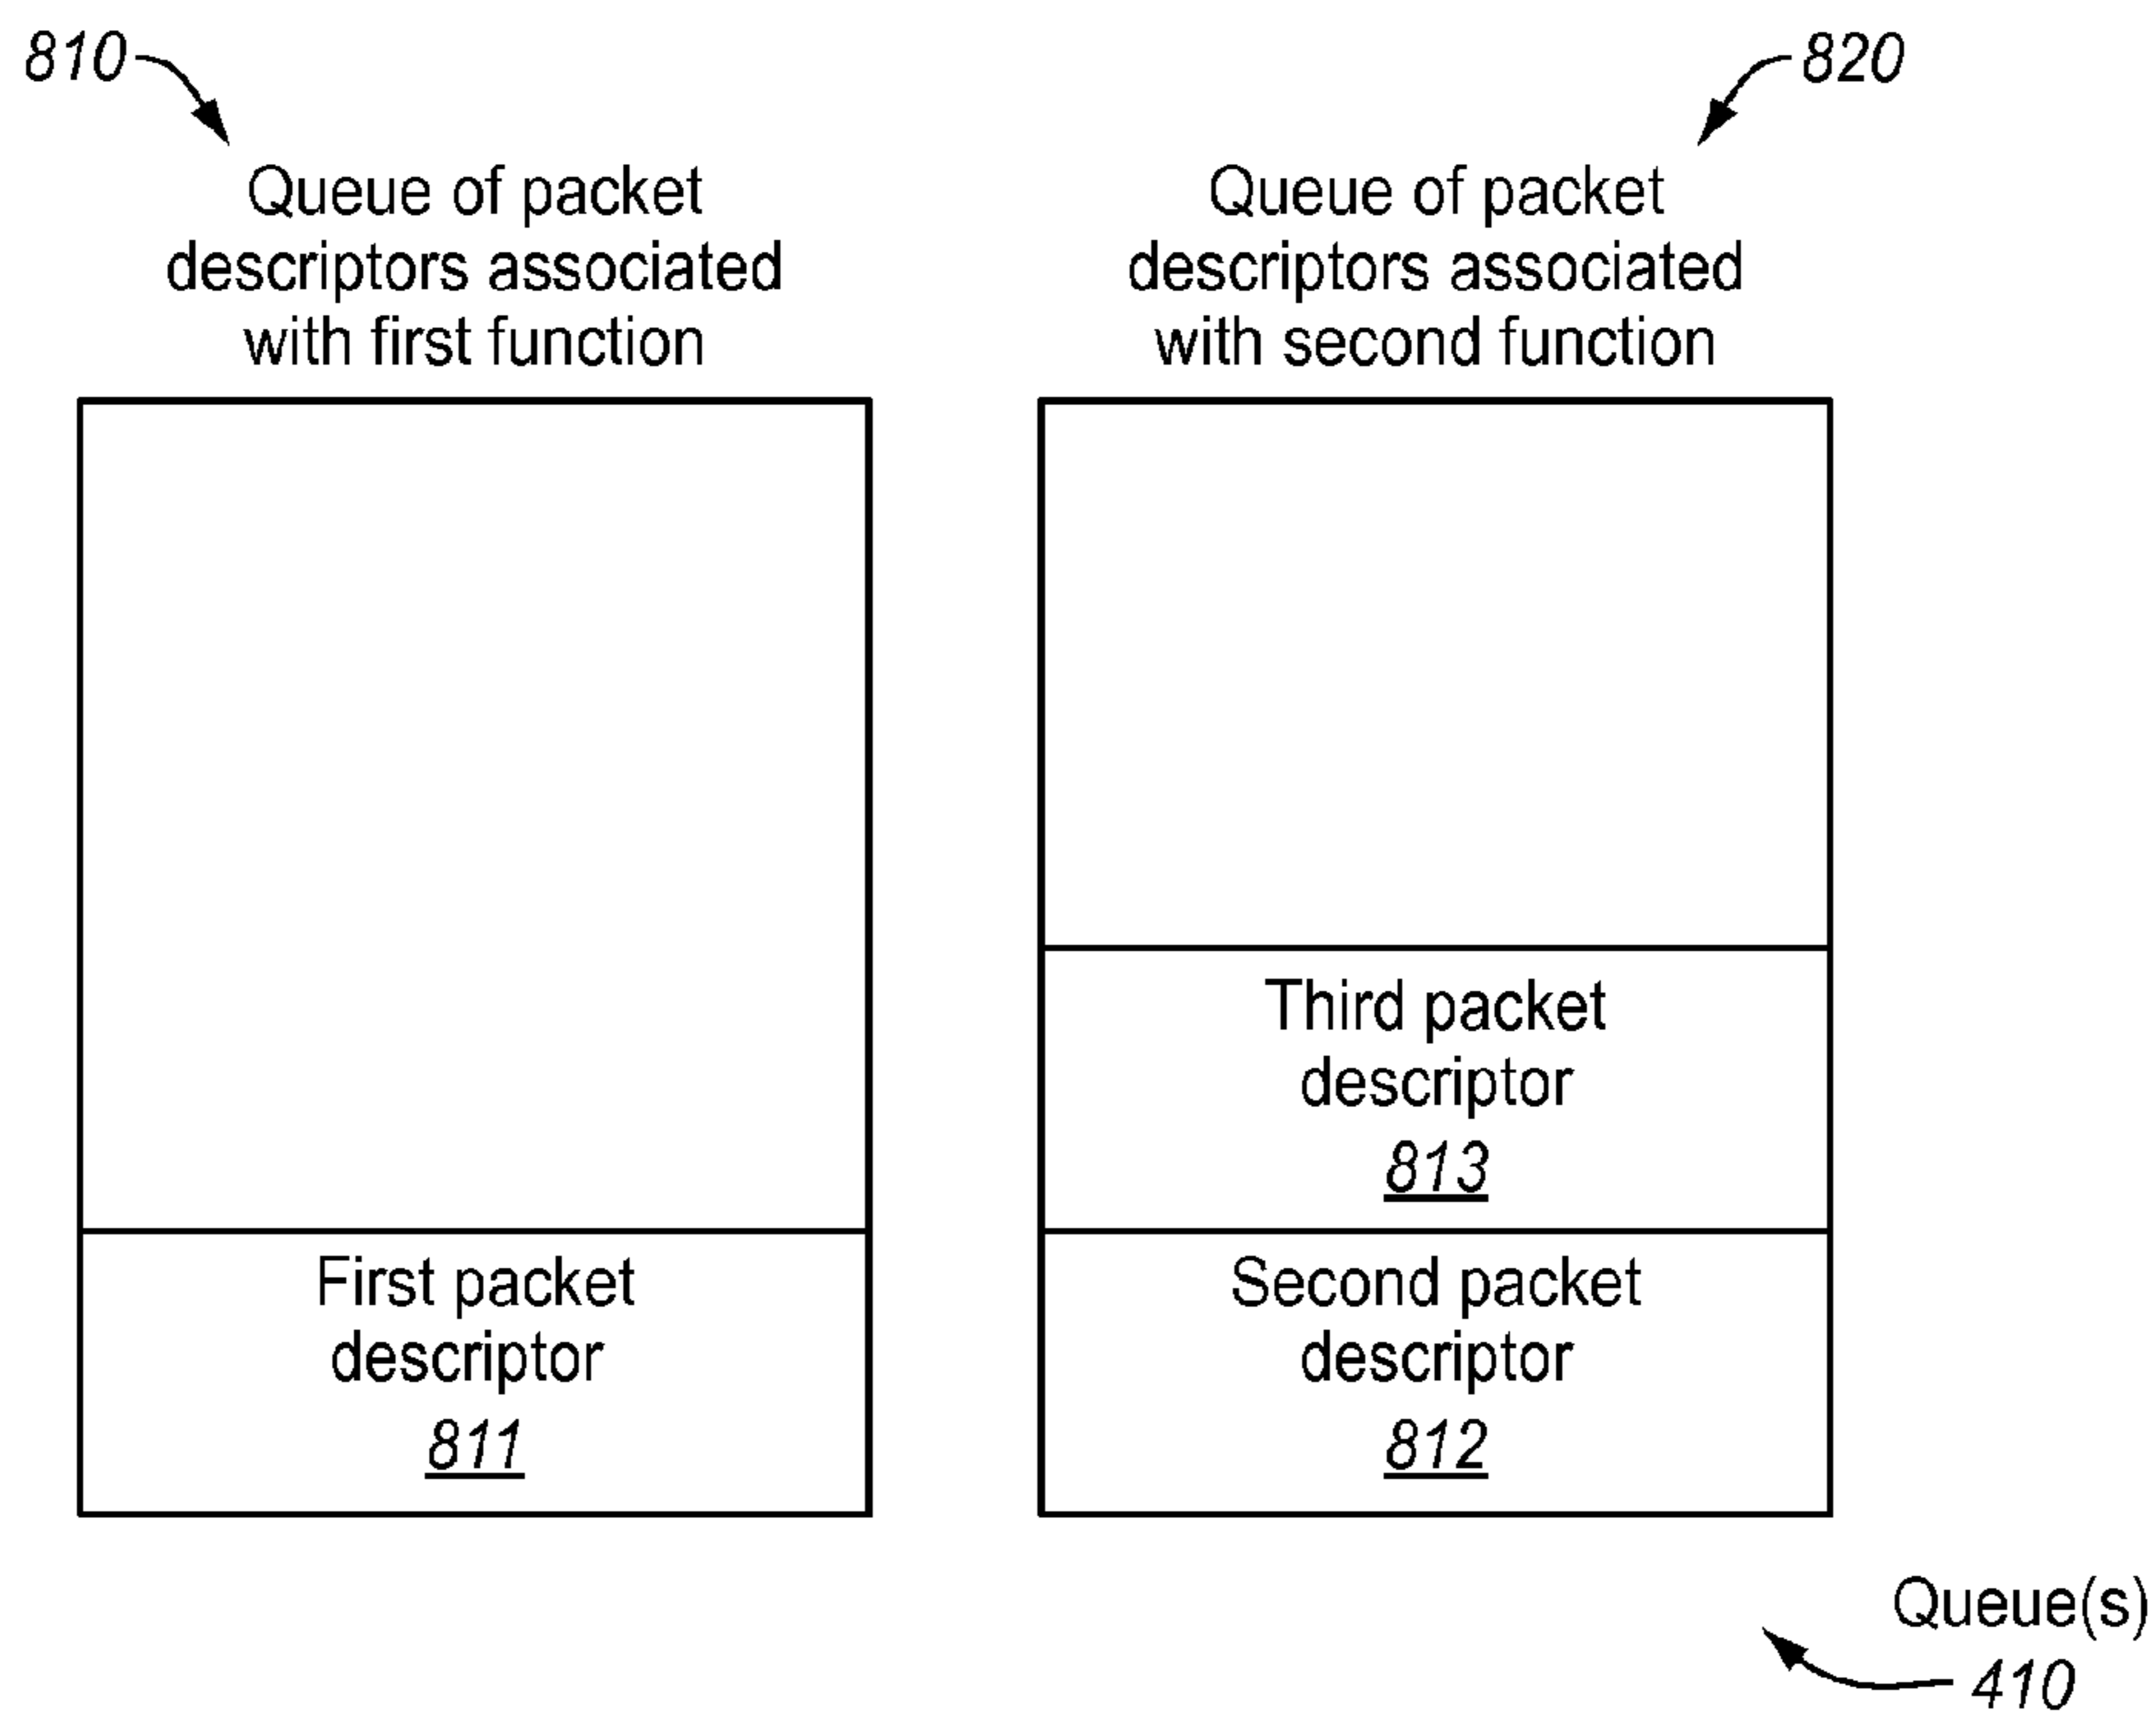 810
Queue of packet
descriptors associated
with first function
First packet
descriptor
811
820
Queue of packet
descriptors associated
with second function
Third packet
descriptor
813
Second packet
descriptor
812
Queue(s)
410